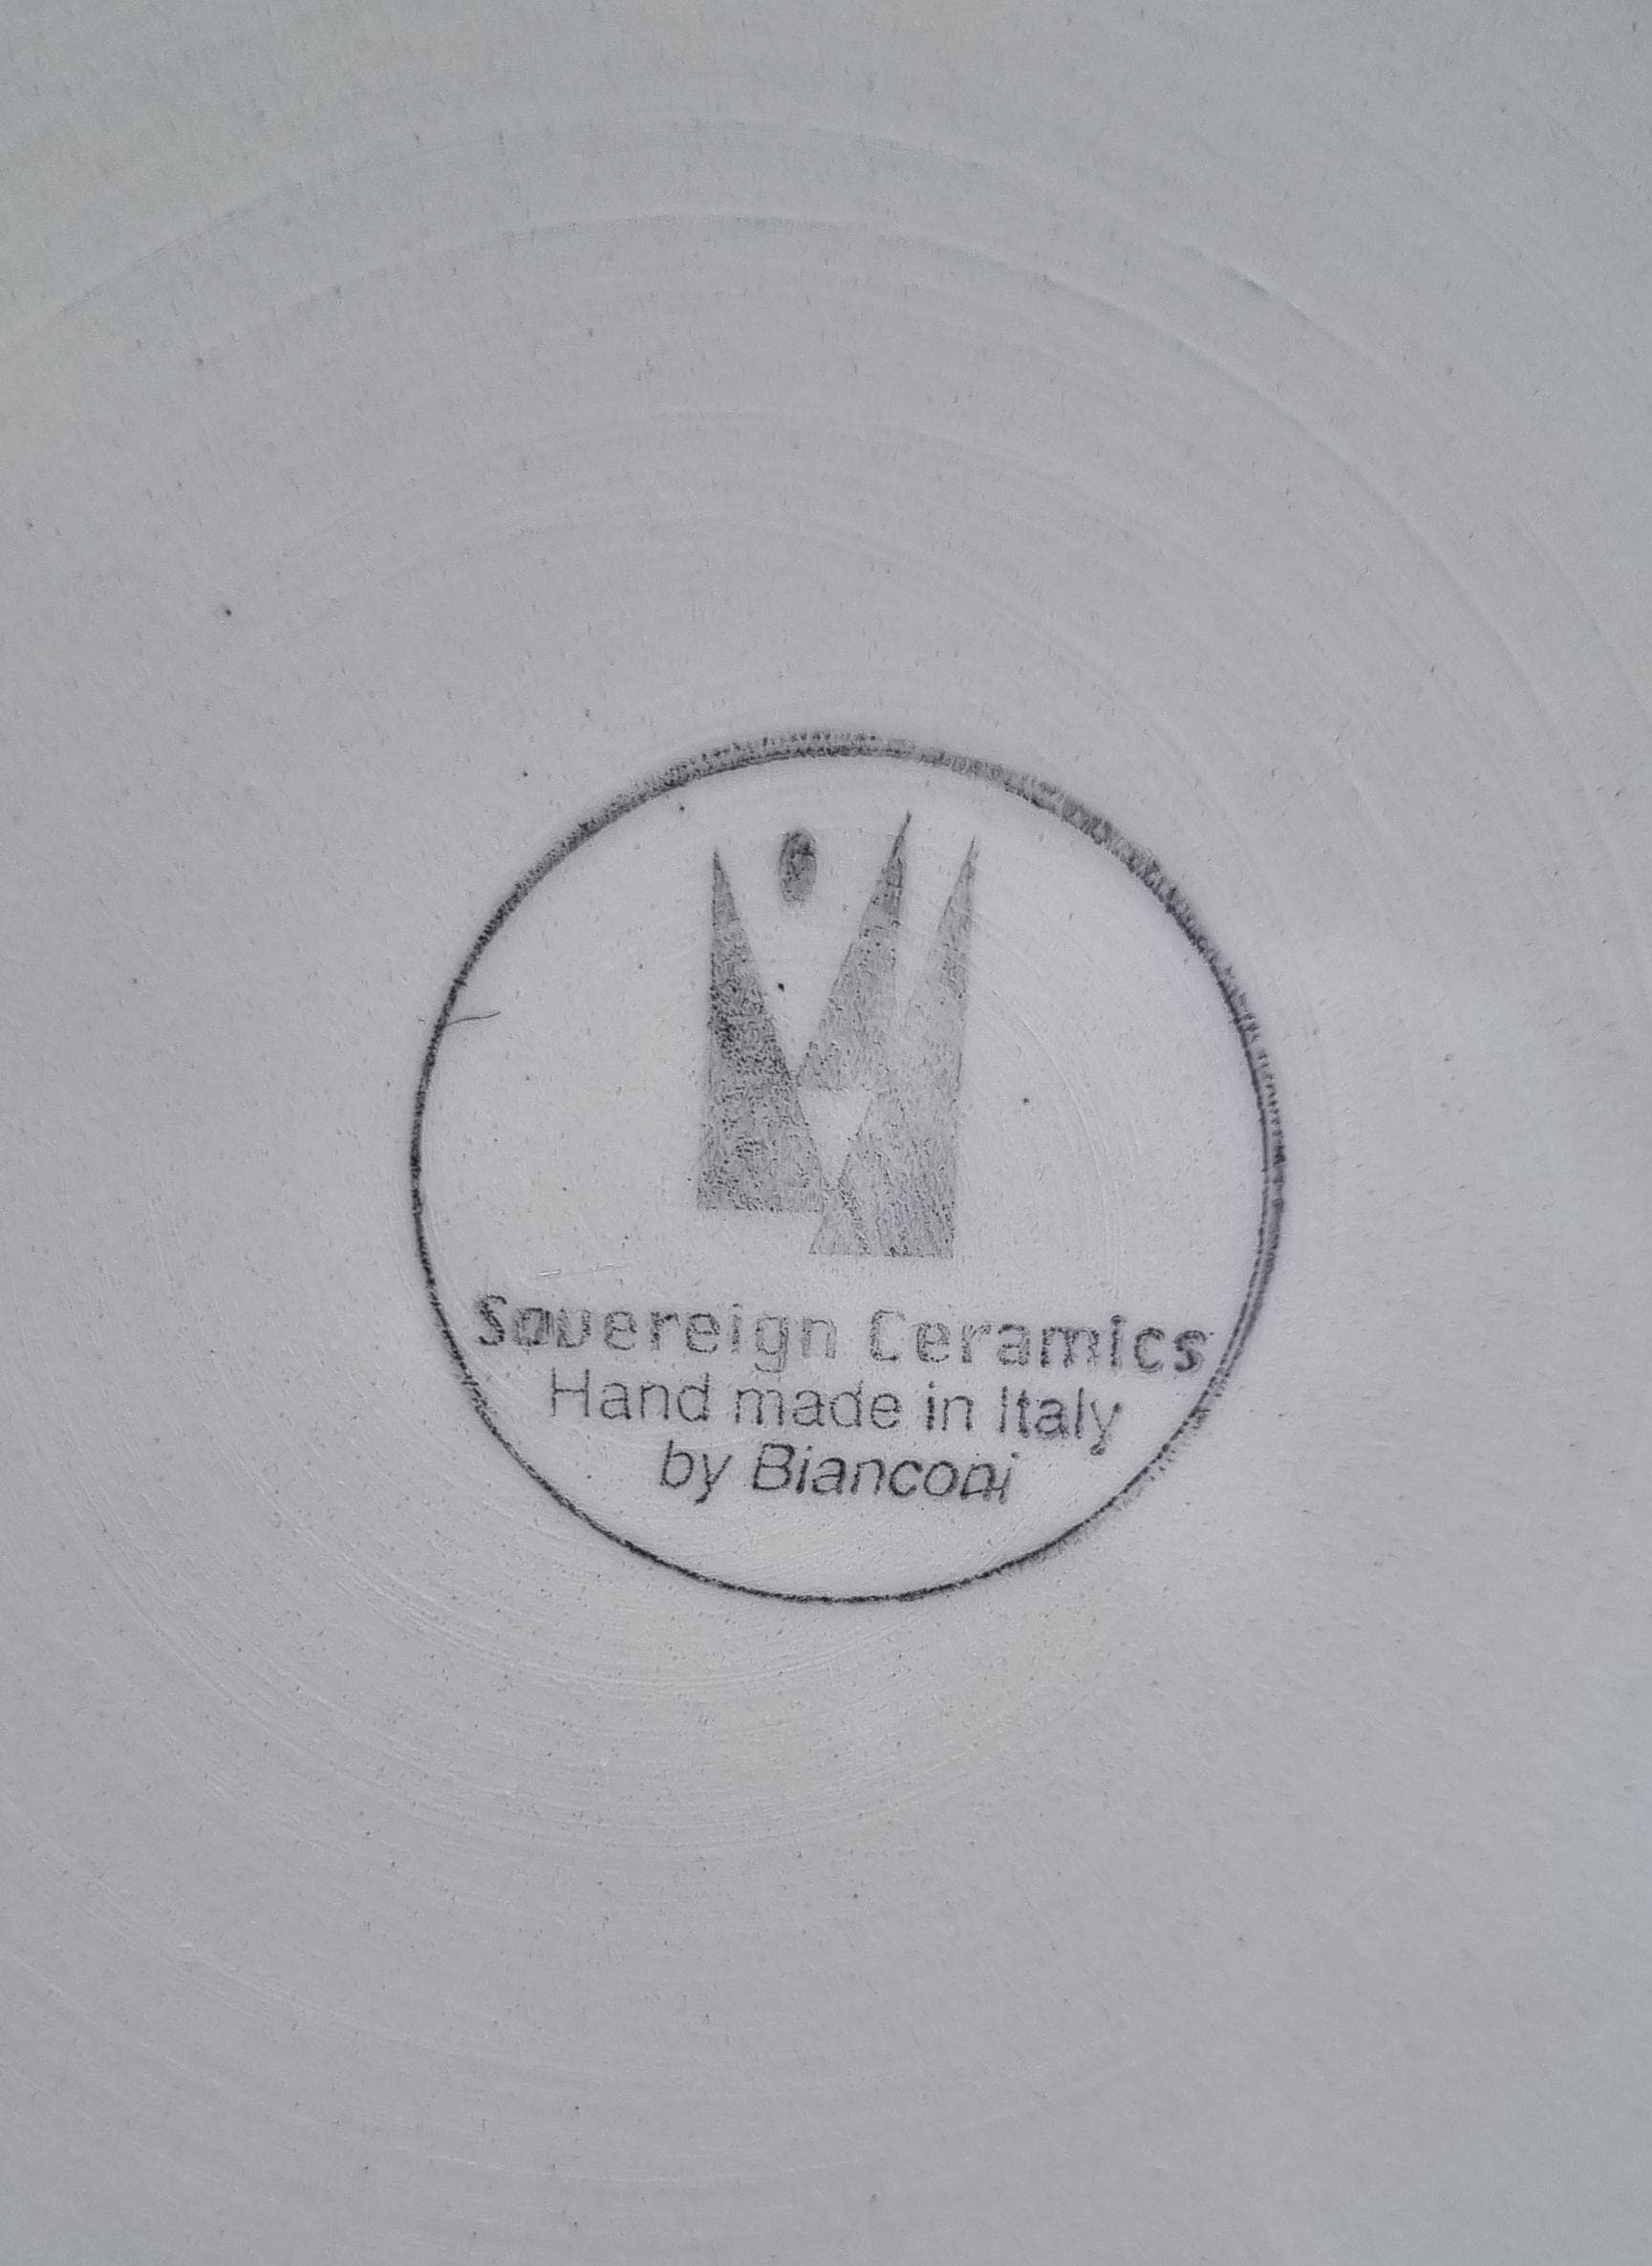 Sovereign Ceramics
Hand made in Italy
by Bianconi